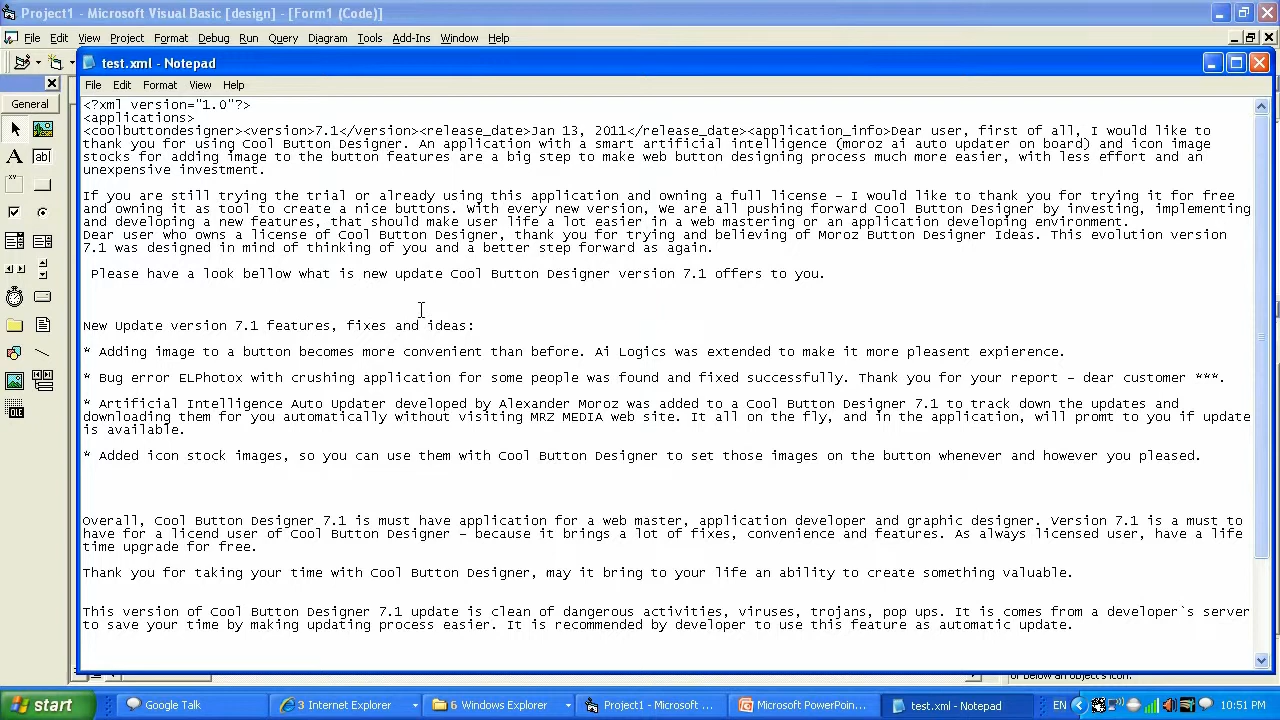 Project1 - Microsoft Visual Basic [design] - [Form1 (Code)]
File Edit View Project Format Debug Run Query Diagram Tools Add-Ins Window Help
test.xml - Notepad
File Edit Format View Help
General
<?xml version="1.0"?>
<applications>
<coolbuttondesigner><version>7.1</version><release_date>Jan 13, 2011</release_date><application_info>Dear user, first of all, I would like to
thank you for using Cool Button Designer. An application with a smart artificial intelligence (moroz ai auto updater on board) and icon image
stocks for adding image to the button features are a big step to make web button designing process much more easier, with less effort and an
unexpensive investment.
If you are still trying the trial or already using this application and owning a full license - I would like to thank you for trying it for free
and owning it as tool to create a nice buttons. With every new version, We are all pushing forward Cool Button Designer by investing, implementing
and developing a new features, that should make user life a lot easier in a web mastering or an application developing environment.
Dear user who owns a license of Cool Button Designer, thank you for trying and believing of Moroz Button Designer Ideas. This evolution version
7.1 was designed in mind of thinking of you and a better step forward as again.
Please have a look bellow what is new update Cool Button Designer version 7.1 offers to you.
New Update version 7.1 features, fixes and ideas:
* Adding image to a button becomes more convenient than before. Ai Logics was extended to make it more pleasent expierence.
* Bug error ELPhotox with crushing application for some people was found and fixed successfully. Thank you for your report - dear customer ***.
* Artificial Intelligence Auto Updater developed by Alexander Moroz was added to a Cool Button Designer 7.1 to track down the updates and
downloading them for you automatically without visiting MRZ MEDIA web site. It all on the fly, and in the application, will promt to you if update
is available.
* Added icon stock images, so you can use them with Cool Button Designer to set those images on the button whenever and however you pleased.
Overall, Cool Button Designer 7.1 is must have application for a web master, application developer and graphic designer. Version 7.1 is a must to
have for a licend user of Cool Button Designer - because it brings a lot of fixes, convenience and features. As always licensed user, have a life
time upgrade for free.
Thank you for taking your time with Cool Button Designer, may it bring to your life an ability to create something valuable.
This version of Cool Button Designer 7.1 update is clean of dangerous activities, viruses, trojans, pop ups. It is comes from a developer`s server
to save your time by making updating process easier. It is recommended by developer to use this feature as automatic update.
or below an object's icon.
start Google Talk 3 Internet Explorer 6 Windows Explorer Project1 - Microsoft ... Microsoft PowerPoin... test.xml - Notepad EN 10:51 PM